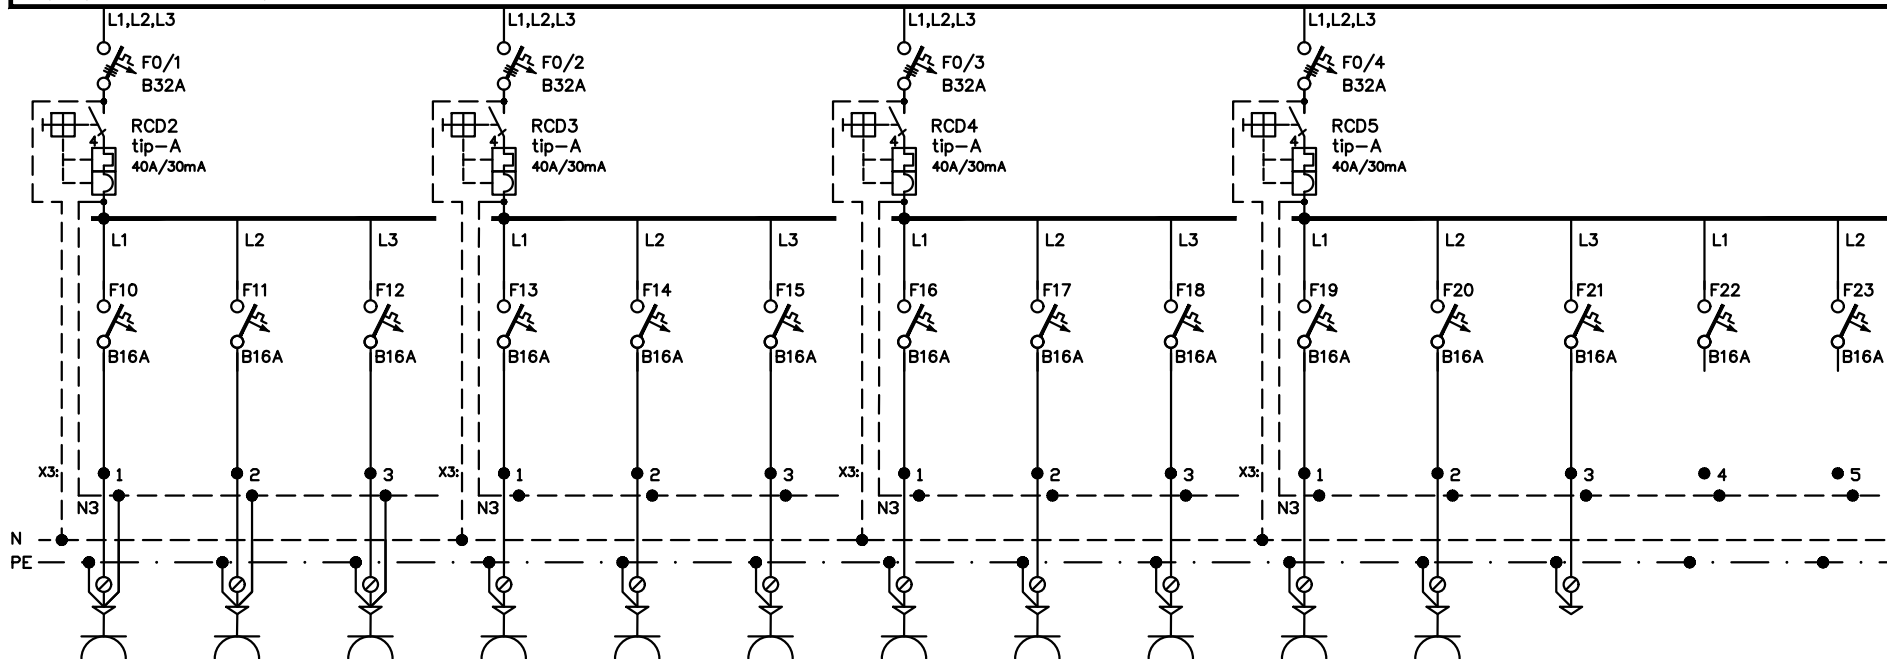 L1,L2,L3 L1,L2,L3 L1,L2,L3 L1,L2,L3
F0/1 F0/2 F0/3 F0/4
B32A B32A B32A B32A
RCD2 RCD3 RCD4 RCD5
4 tip-A 4 tip-A 4 tip-A 4 tip-A
40A/30mA 40A/30mA 40A/30mA 40A/30mA
L1 L2 L3 L1 L2 L3 L1 L2 L3 L1 L2 L3 L1 L2
F10 F11 F12 F13 F14 F15 F16 F17 F18 F19 F20 F21 F22 F23
B16A B16A B16A B16A B16A B16A B16A B16A B16A B16A B16A B16A B16A B16A
X3: 1 2 3 X3: 1 2 3 X3: 1 2 3 X3: 1 2 3 4 5
N3 N3 N3 N3
N
PE